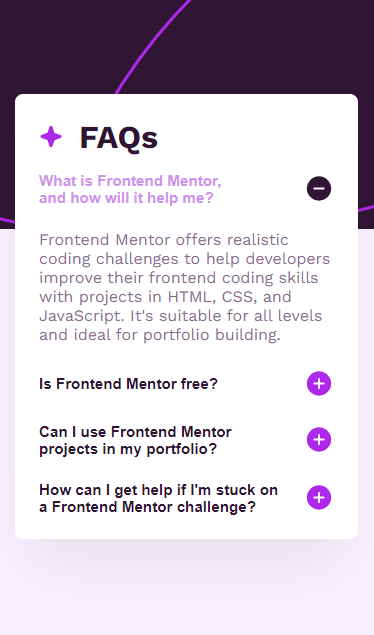 FAQs
What is Frontend Mentor,
and how will it help me?
Frontend Mentor offers realistic
coding challenges to help developers
improve their frontend coding skills
with projects in HTML, CSS, and
JavaScript. It's suitable for all levels
and ideal for portfolio building.
Is Frontend Mentor free?
Can I use Frontend Mentor
projects in my portfolio?
How can I get help if I'm stuck on
a Frontend Mentor challenge?